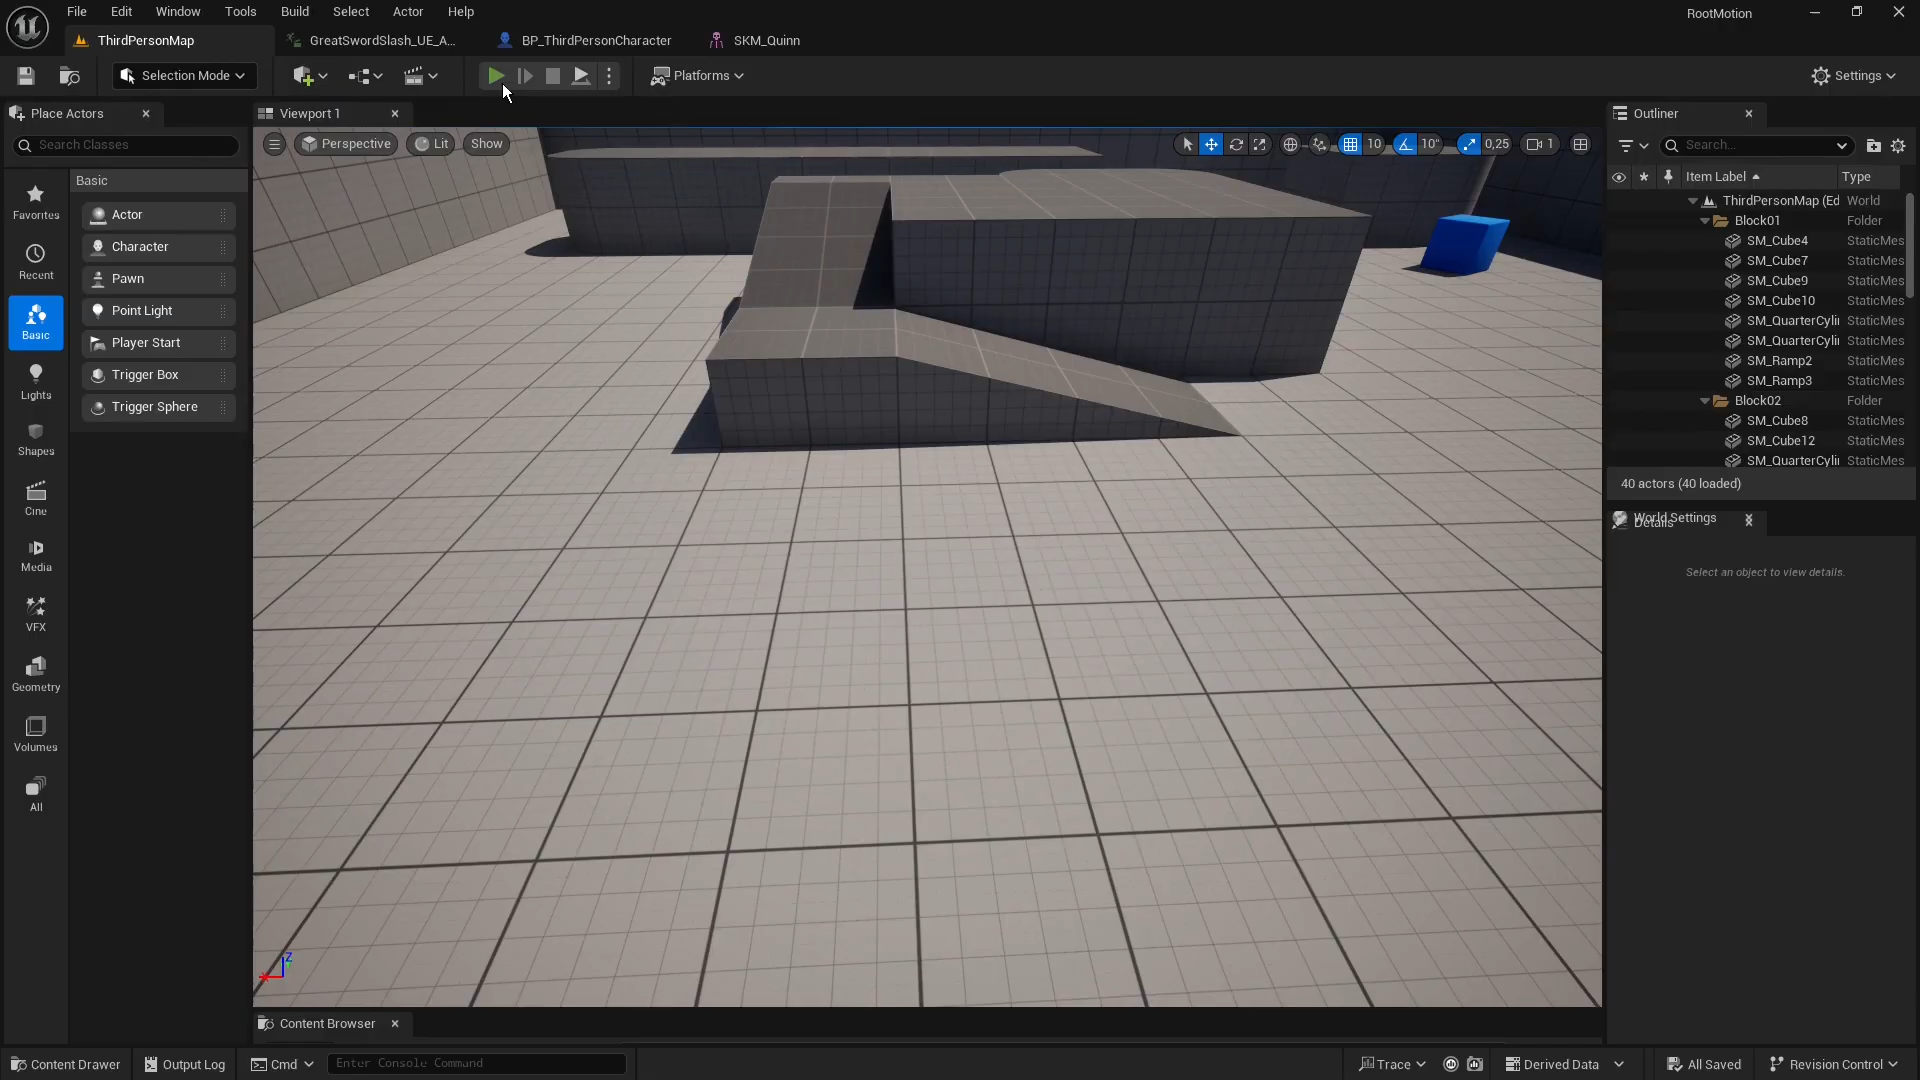 File Edit Window Tools Build Select Actor Help RootMotion
ThirdPersonMap GreatSwordSlash_UE_A... BP_ThirdPersonCharacter SKM_Quinn
Selection Mode Platforms Settings
Place Actors Viewport 1 Outliner
Search Classes Perspective Lit Show 10 10° 0,25 1 Search...
Item Label Type
Basic
Favorites
Recent
Basic
Lights
Shapes
Cine
Media
VFX
Geometry
Volumes
All
Actor
Character
Pawn
Point Light
Player Start
Trigger Box
Trigger Sphere
ThirdPersonMap (Ed World
Block01 Folder
SM_Cube4 StaticMes
SM_Cube7 StaticMes
SM_Cube9 StaticMes
SM_Cube10 StaticMes
SM_QuarterCyli StaticMes
SM_QuarterCyli StaticMes
SM_Ramp2 StaticMes
SM_Ramp3 StaticMes
Block02 Folder
SM_Cube8 StaticMes
SM_Cube12 StaticMes
SM_QuarterCyli StaticMes
40 actors (40 loaded)
World Settings
Details
Select an object to view details.
Z
Content Browser
Content Drawer Output Log Cmd Enter Console Command Trace Derived Data All Saved Revision Control